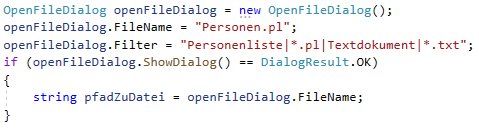 OpenFileDialog openFileDialog = new OpenFileDialog();
openFileDialog.FileName = "Personen.pl";
openFileDialog.Filter = "Personenliste|*.pl|Textdokument|*.txt";
if (openFileDialog.ShowDialog() == DialogResult.OK)
{
    string pfadZuDatei = openFileDialog.FileName;
}